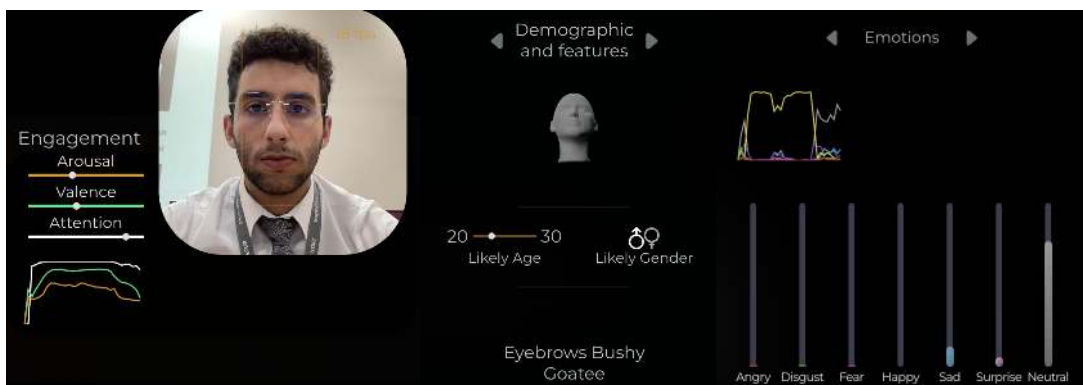 Engagement
Arousal
Valence
Attention
Demographic
and features
20
30
Likely Age
Likely Gender
Eyebrows Bushy
Goatee
Emotions
Angry
Disgust
Fear
Happy
Sad
Surprise
Neutral